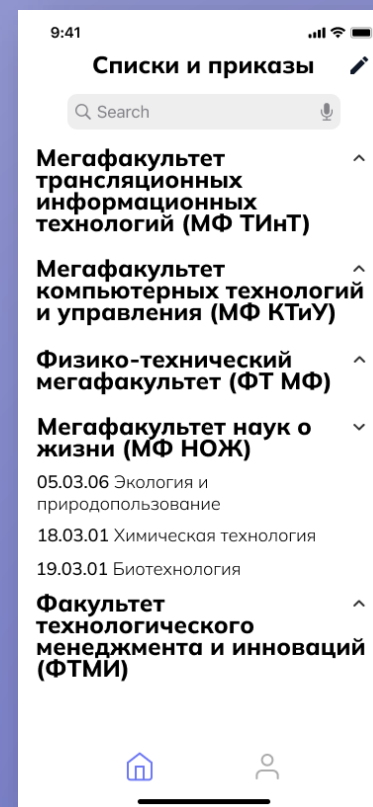 9:41
Списки и приказы
Search
Мегафакультет
трансляционных
информационных
технологий (МФ ТИнТ)
Мегафакультет
компьютерных технологий
и управления (МФ КТиУ)
Физико-технический
мегафакультет (ФТ МФ)
Мегафакультет наук о
жизни (МФ НОЖ)
05.03.06 Экология и
природопользование
18.03.01 Химическая технология
19.03.01 Биотехнология
Факультет
технологического
менеджмента и инноваций
(ФТМИ)